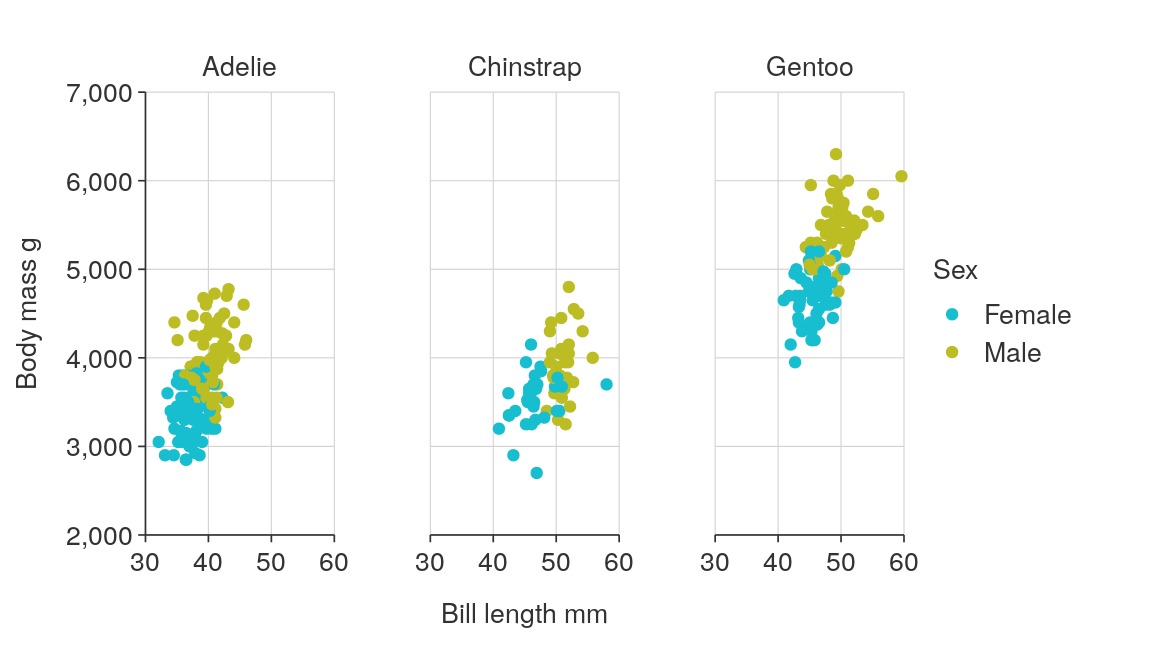 Adelie Chinstrap Gentoo
7,000
6,000
5,000
4,000
3,000
2,000
30 40 50 60 30 40 50 60 30 40 50 60
Body mass g
Bill length mm
Sex
Female
Male